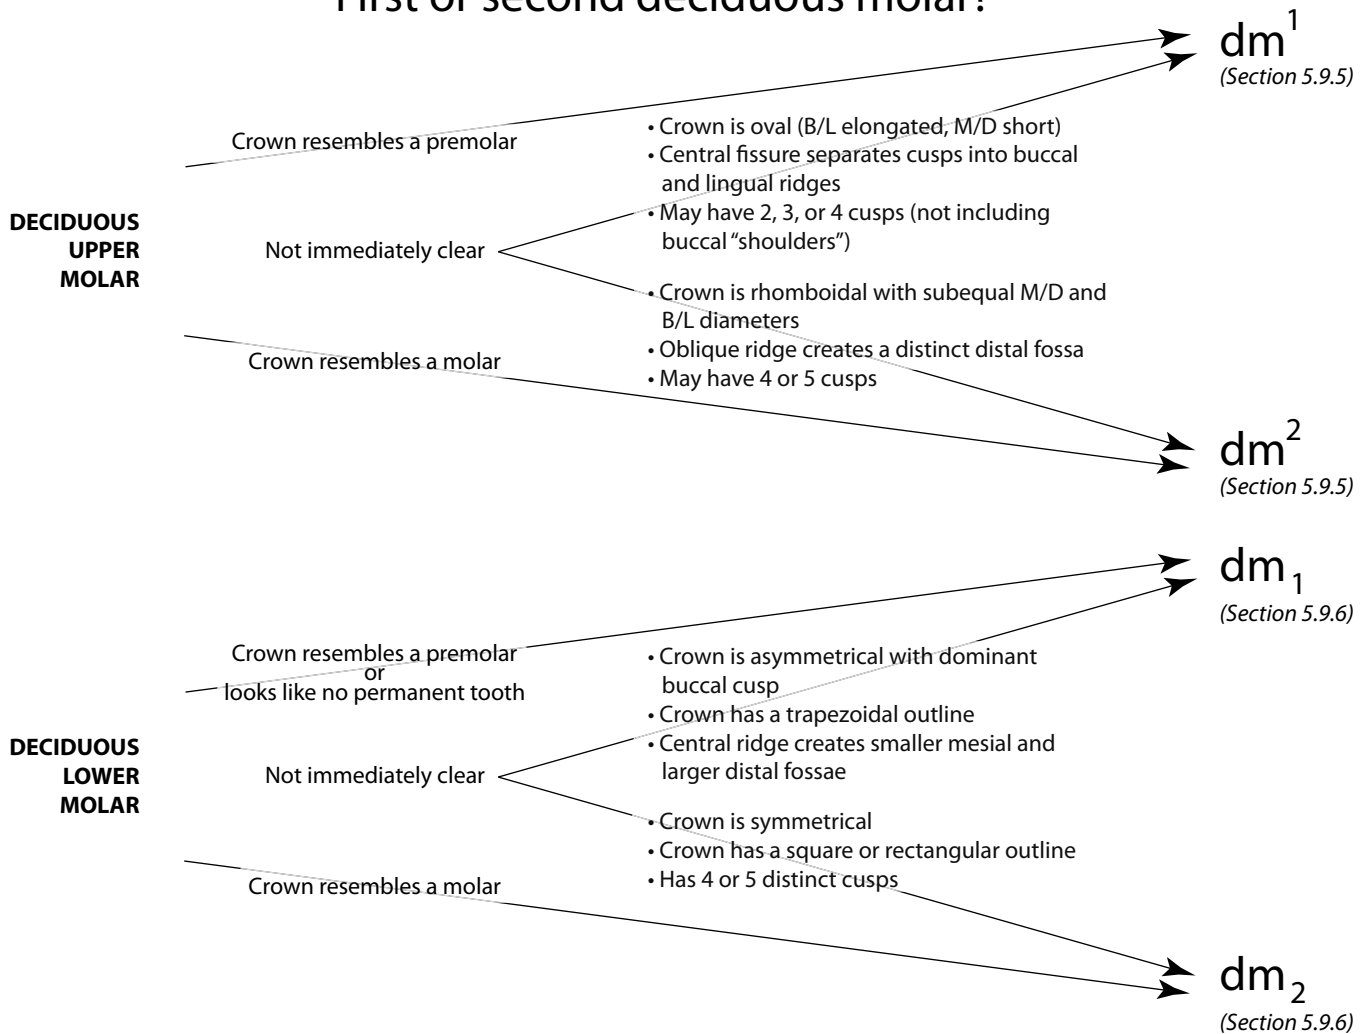 First or second deciduous molar?
dm1
(Section 5.9.5)
Crown resembles a premolar
• Crown is oval (B/L elongated, M/D short)
• Central fissure separates cusps into buccal
and lingual ridges
• May have 2, 3, or 4 cusps (not including
buccal “shoulders”)
DECIDUOUS
UPPER
MOLAR
Not immediately clear
• Crown is rhomboidal with subequal M/D and
B/L diameters
• Oblique ridge creates a distinct distal fossa
• May have 4 or 5 cusps
Crown resembles a molar
dm2
(Section 5.9.5)
dm1
(Section 5.9.6)
Crown resembles a premolar
or
looks like no permanent tooth
• Crown is asymmetrical with dominant
buccal cusp
• Crown has a trapezoidal outline
• Central ridge creates smaller mesial and
larger distal fossae
DECIDUOUS
LOWER
MOLAR
Not immediately clear
• Crown is symmetrical
• Crown has a square or rectangular outline
• Has 4 or 5 distinct cusps
Crown resembles a molar
dm2
(Section 5.9.6)